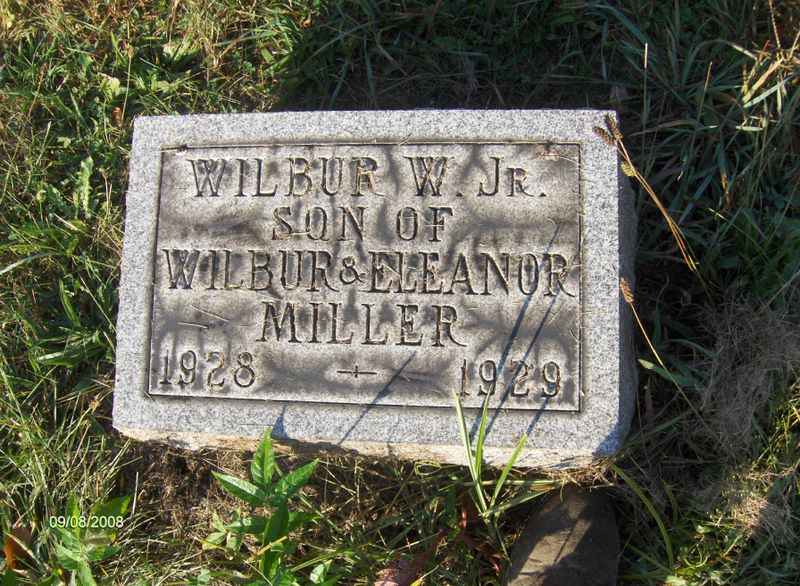 WILBUR W. JR.
SON OF
WILBUR & ELEANOR
MILLER
1928 - 1929
09/08/2008